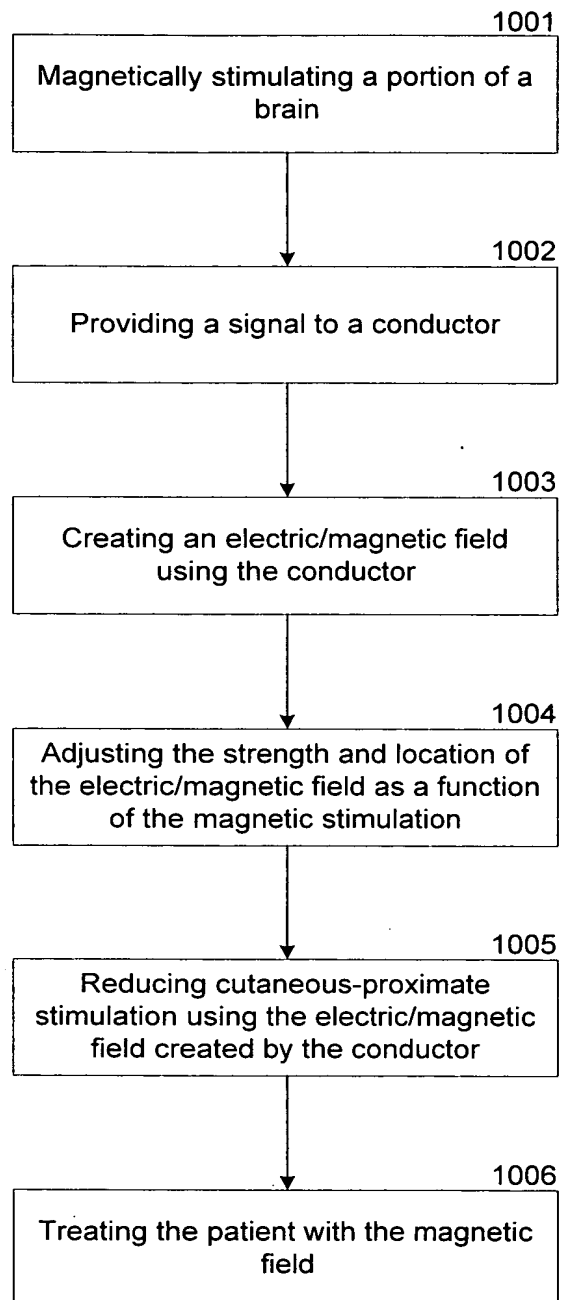 1001
Magnetically stimulating a portion of a
brain
1002
Providing a signal to a conductor
1003
Creating an electric/magnetic field
using the conductor
1004
Adjusting the strength and location of
the electric/magnetic field as a function
of the magnetic stimulation
1005
Reducing cutaneous-proximate
stimulation using the electric/magnetic
field created by the conductor
1006
Treating the patient with the magnetic
field